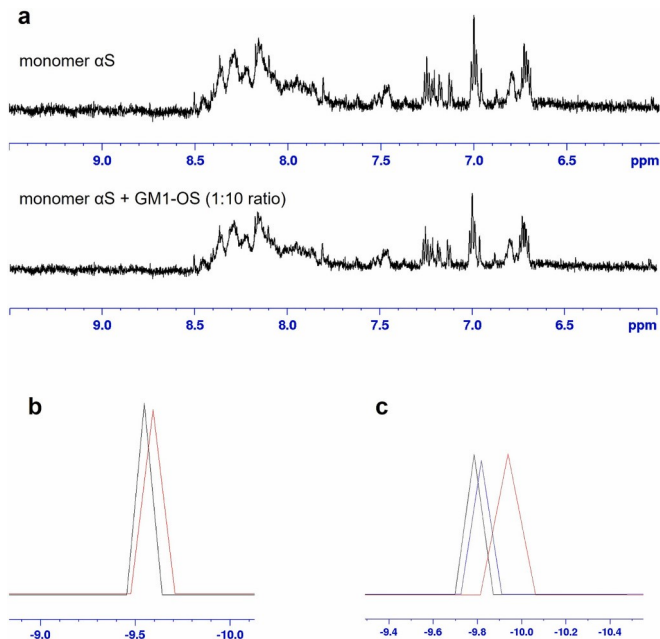 a
monomer αS
9.0 8.5 8.0 7.5 7.0 6.5 ppm
monomer αS + GM1-OS (1:10 ratio)
9.0 8.5 8.0 7.5 7.0 6.5 ppm
b
-9.0 -9.5 -10.0
c
-9.4 -9.6 -9.8 -10.0 -10.2 -10.4